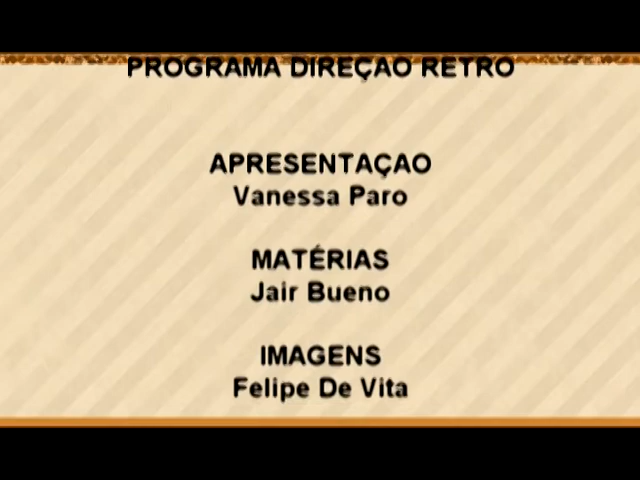 PROGRAMA DIREÇAO RETRO
APRESENTAÇAO
Vanessa Paro
MATÉRIAS
Jair Bueno
IMAGENS
Felipe De Vita